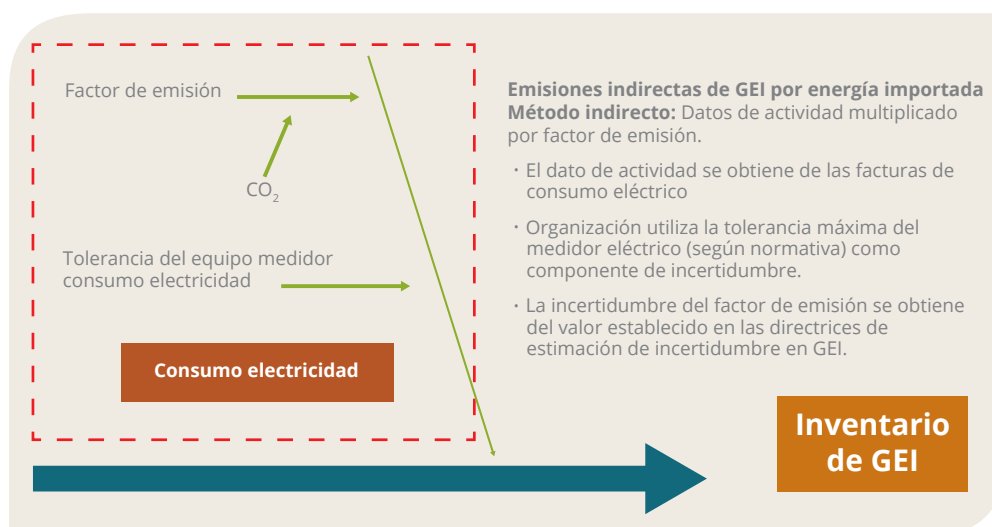 Factor de emisión
CO₂
Tolerancia del equipo medidor
consumo electricidad
Consumo electricidad
Emisiones indirectas de GEI por energía importada
Método indirecto: Datos de actividad multiplicado
por factor de emisión.
· El dato de actividad se obtiene de las facturas de
consumo eléctrico
· Organización utiliza la tolerancia máxima del
medidor eléctrico (según normativa) como
componente de incertidumbre.
· La incertidumbre del factor de emisión se obtiene
del valor establecido en las directrices de
estimación de incertidumbre en GEI.
Inventario
de GEI